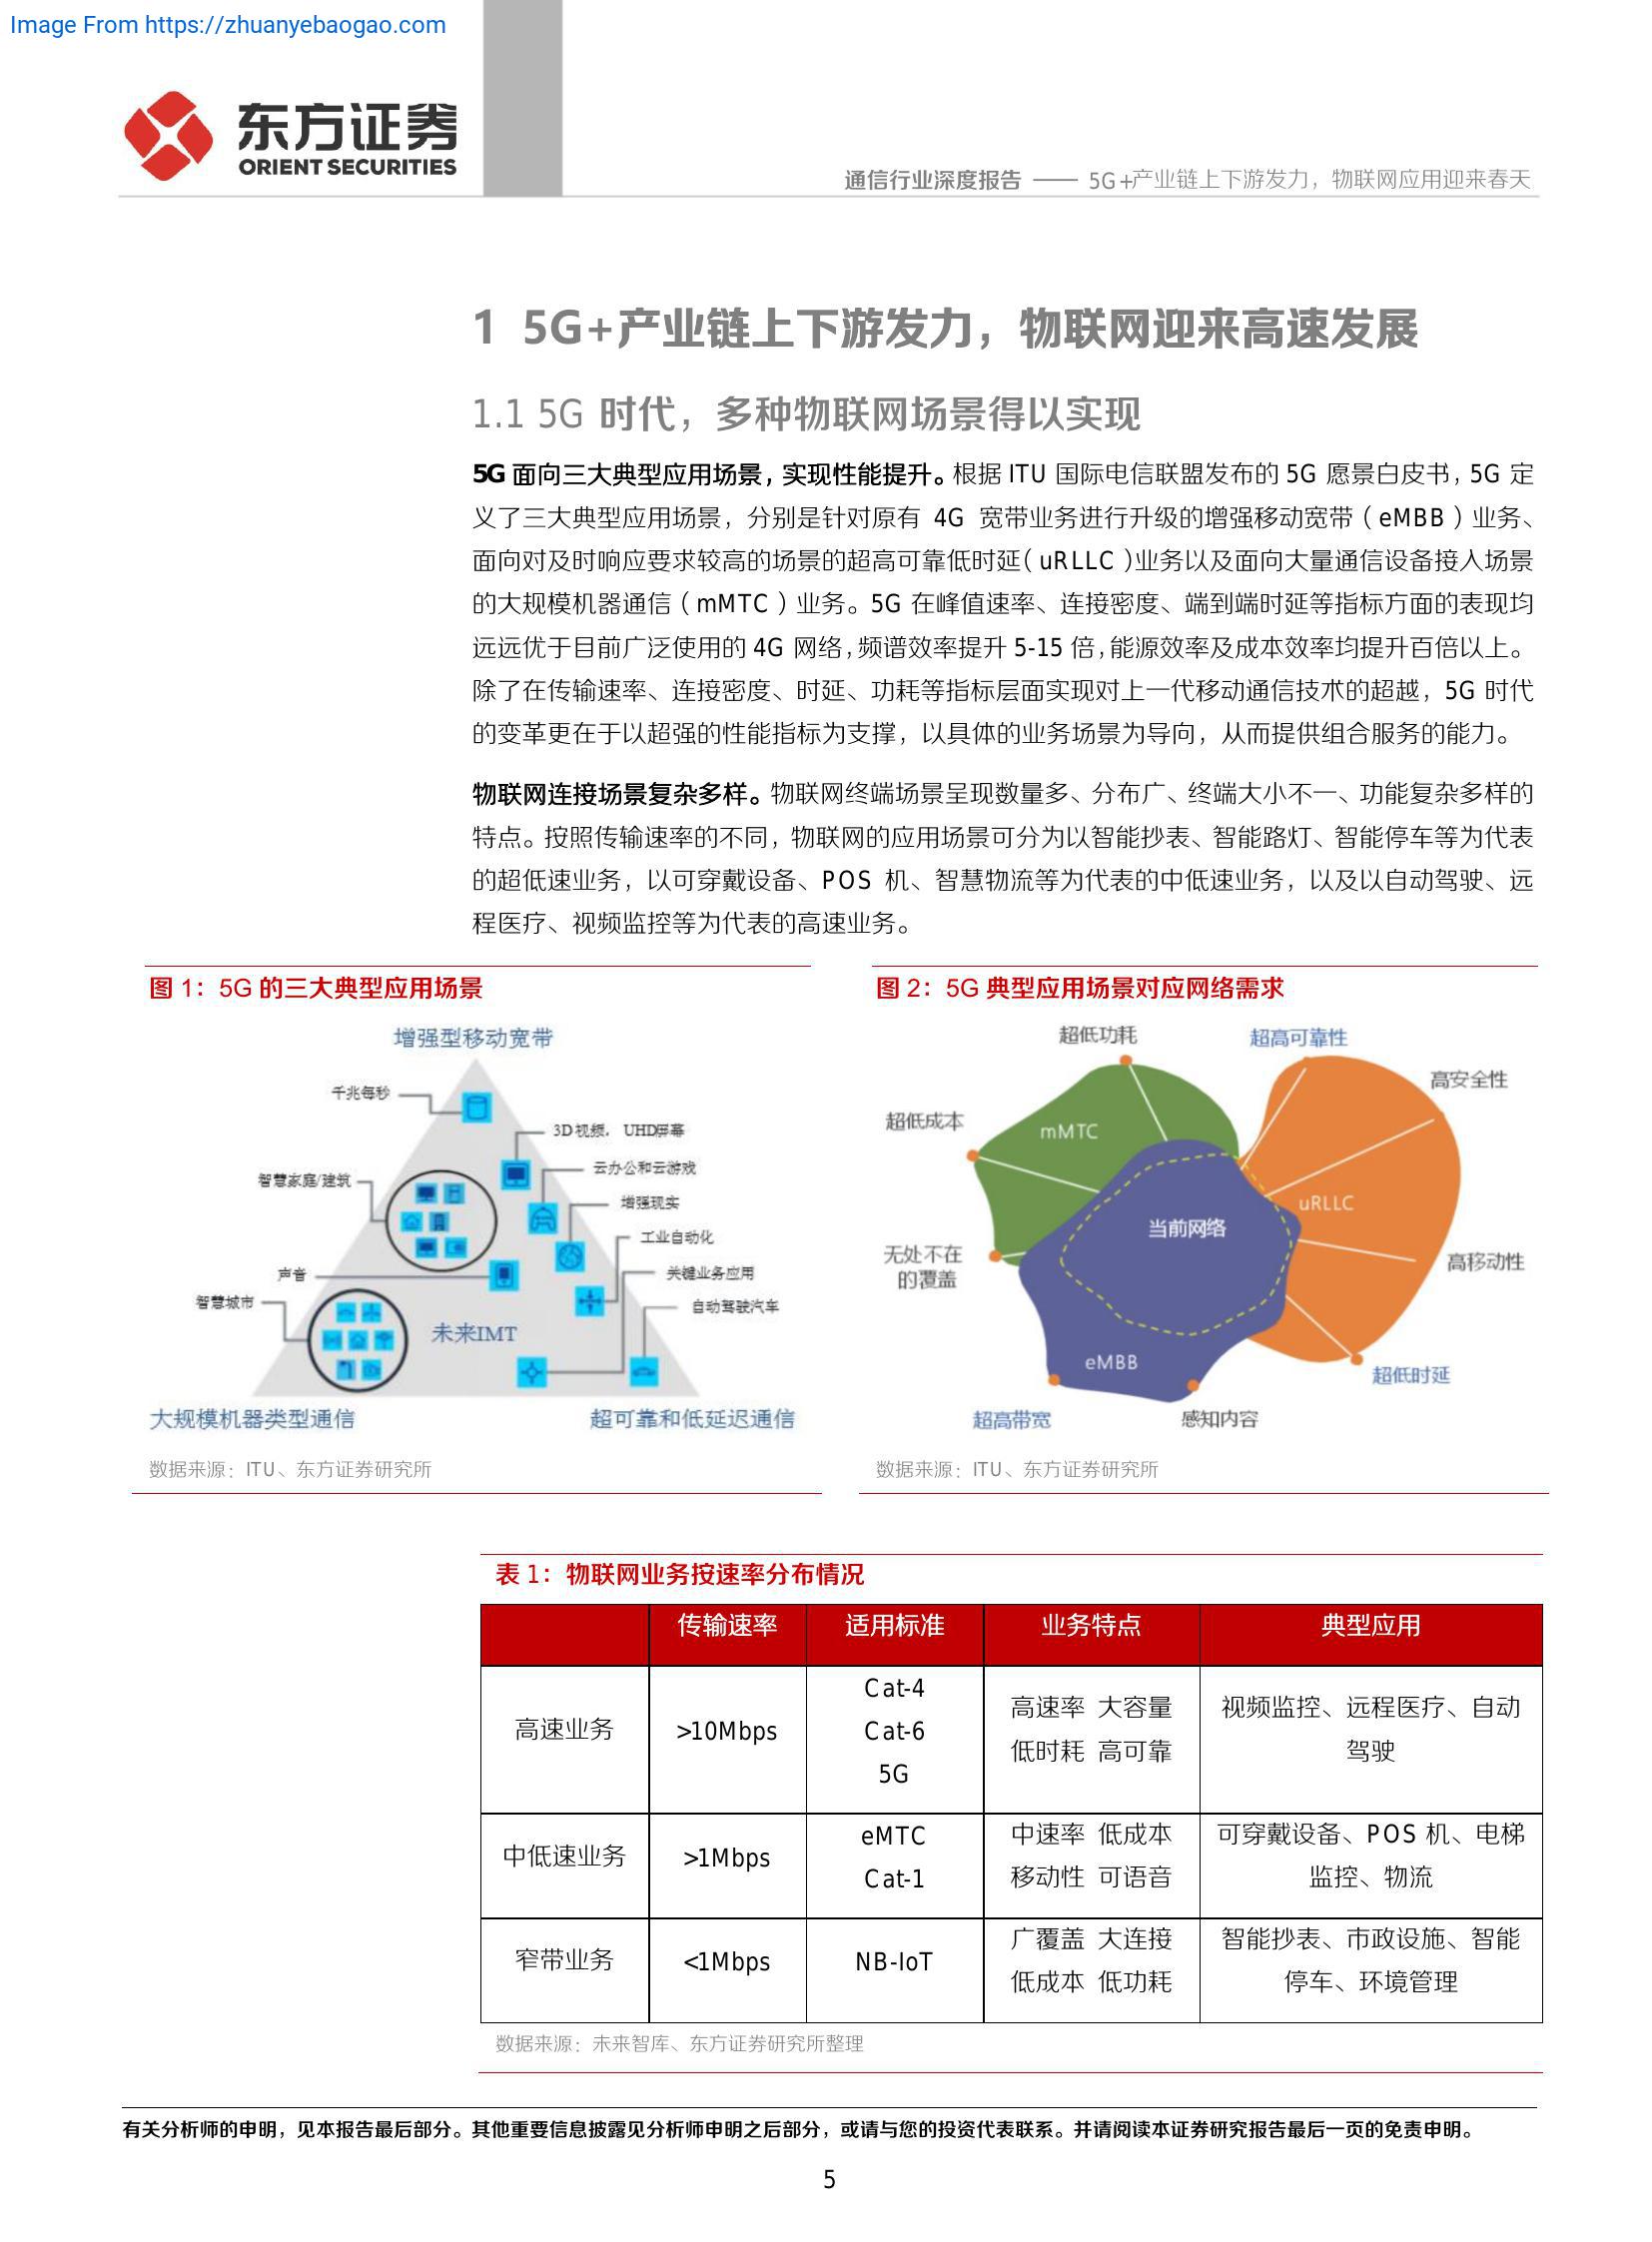 Image From https://zhuanyebaogao.com
东方证券
ORIENT SECURITIES
通信行业深度报告 —— 5G+产业链上下游发力，物联网应用迎来春天
1 5G+产业链上下游发力，物联网迎来高速发展
1.1 5G 时代，多种物联网场景得以实现
5G 面向三大典型应用场景，实现性能提升。根据 ITU 国际电信联盟发布的 5G 愿景白皮书，5G 定
义了三大典型应用场景，分别是针对原有 4G 宽带业务进行升级的增强移动宽带（eMBB）业务、
面向对及时响应要求较高的场景的超高可靠低时延（uRLLC）业务以及面向大量通信设备接入场景
的大规模机器通信（mMTC）业务。5G 在峰值速率、连接密度、端到端时延等指标方面的表现均
远远优于目前广泛使用的 4G 网络，频谱效率提升 5-15 倍，能源效率及成本效率均提升百倍以上。
除了在传输速率、连接密度、时延、功耗等指标层面实现对上一代移动通信技术的超越，5G 时代
的变革更在于以超强的性能指标为支撑，以具体的业务场景为导向，从而提供组合服务的能力。
物联网连接场景复杂多样。物联网终端场景呈现数量多、分布广、终端大小不一、功能复杂多样的
特点。按照传输速率的不同，物联网的应用场景可分为以智能抄表、智能路灯、智能停车等为代表
的超低速业务，以可穿戴设备、POS 机、智慧物流等为代表的中低速业务，以及以自动驾驶、远
程医疗、视频监控等为代表的高速业务。
图 1：5G 的三大典型应用场景
增强型移动宽带
千兆每秒
3D视频， UHD屏幕
云办公和云游戏
智慧家庭/建筑
增强现实
工业自动化
声音
关键业务应用
智慧城市
自动驾驶汽车
未来IMT
大规模机器类型通信
超可靠和低延迟通信
数据来源：ITU、东方证券研究所
图 2：5G 典型应用场景对应网络需求
超低功耗
超高可靠性
高安全性
超低成本
mMTC
uRLLC
当前网络
无处不在
的覆盖
高移动性
eMBB
超低时延
超高带宽
感知内容
数据来源：ITU、东方证券研究所
表 1：物联网业务按速率分布情况
传输速率 适用标准 业务特点 典型应用
高速业务
>10Mbps
Cat-4
Cat-6
5G
高速率 大容量
低时耗 高可靠
视频监控、远程医疗、自动
驾驶
中低速业务
>1Mbps
eMTC
Cat-1
中速率 低成本
移动性 可语音
可穿戴设备、POS 机、电梯
监控、物流
窄带业务
<1Mbps
NB-IoT
广覆盖 大连接
低成本 低功耗
智能抄表、市政设施、智能
停车、环境管理
数据来源：未来智库、东方证券研究所整理
有关分析师的申明，见本报告最后部分。其他重要信息披露见分析师申明之后部分，或请与您的投资代表联系。并请阅读本证券研究报告最后一页的免责申明。
5